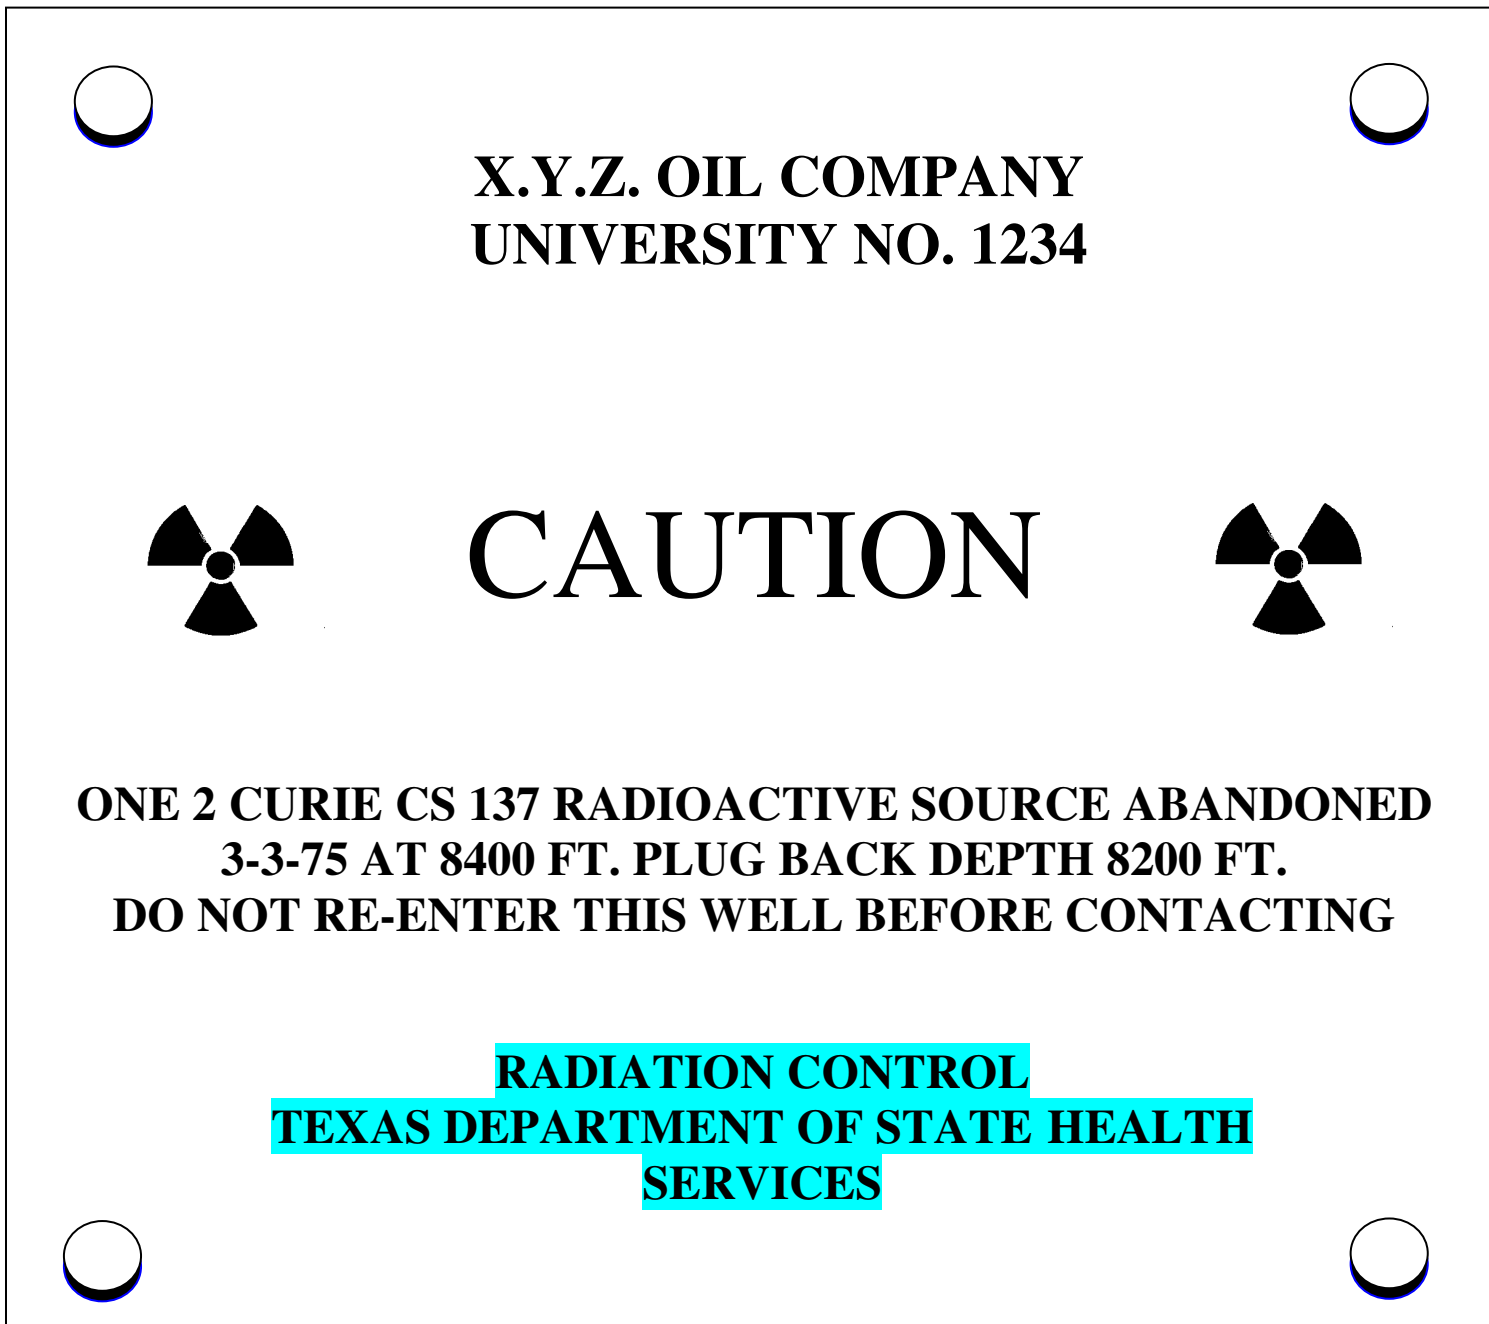 X.Y.Z. OIL COMPANY
UNIVERSITY NO. 1234
CAUTION
ONE 2 CURIE CS 137 RADIOACTIVE SOURCE ABANDONED
3-3-75 AT 8400 FT. PLUG BACK DEPTH 8200 FT.
DO NOT RE-ENTER THIS WELL BEFORE CONTACTING
RADIATION CONTROL
TEXAS DEPARTMENT OF STATE HEALTH
SERVICES